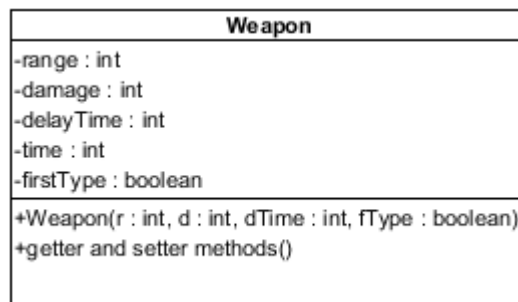 Weapon
-range : int
-damage : int
-delayTime : int
-time : int
-firstType : boolean
+Weapon(r : int, d : int, dTime : int, fType : boolean)
+getter and setter methods()